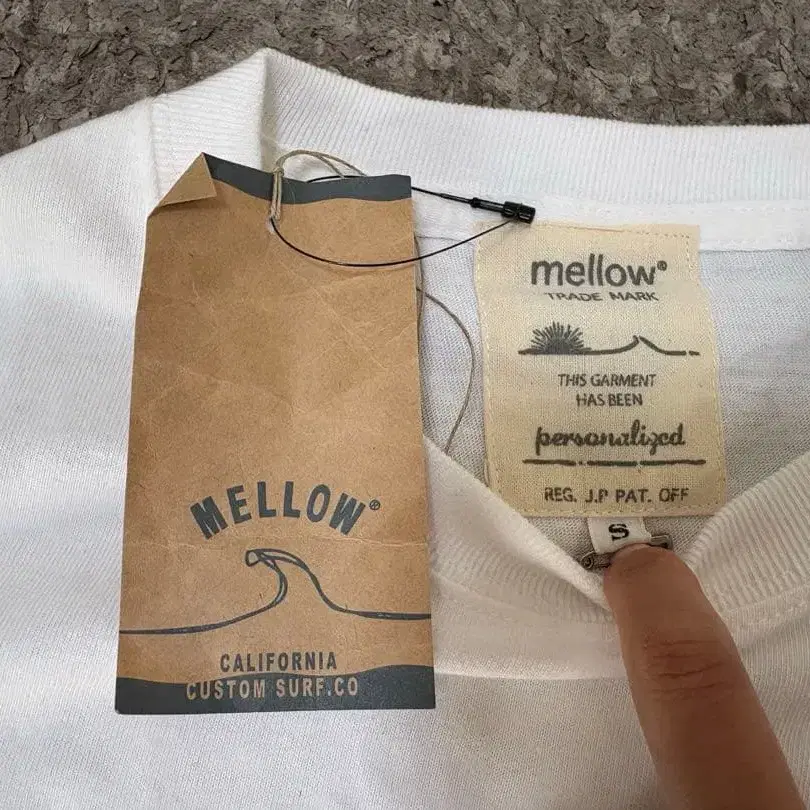 MELLOW®
CALIFORNIA
CUSTOM SURF.CO
mellow®
TRADE MARK
THIS GARMENT
HAS BEEN
personalized
REG. J.P PAT. OFF
S